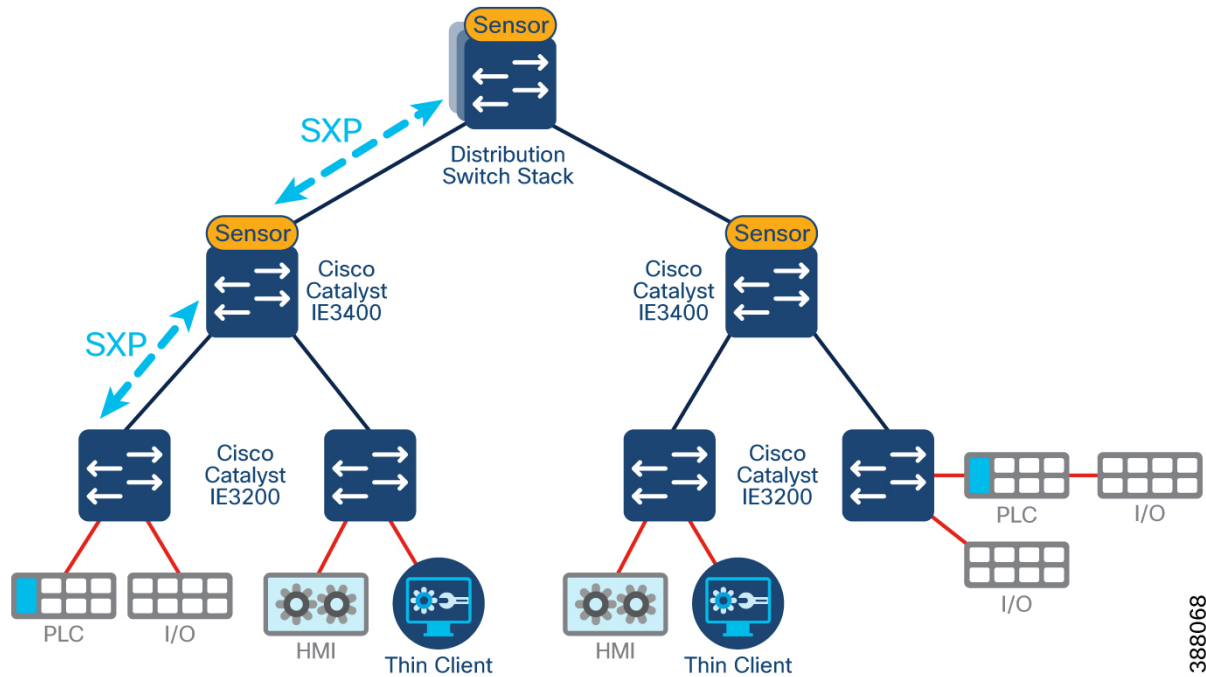 Sensor
SXP
Distribution
Switch Stack
Sensor
Sensor
Cisco
Catalyst
IE3400
Cisco
Catalyst
IE3400
SXP
Cisco
Catalyst
IE3200
Cisco
Catalyst
IE3200
PLC
I/O
PLC
I/O
HMI
Thin Client
HMI
Thin Client
I/O
388068